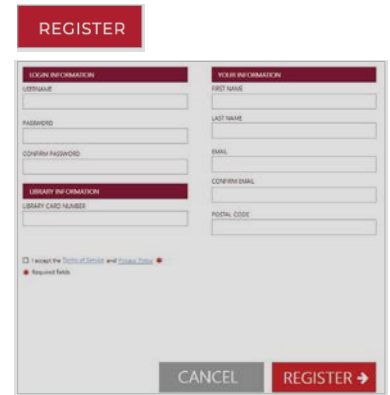 REGISTER
LOGIN INFORMATION
USERNAME
PASSWORD
CONFIRM PASSWORD
LIBRARY INFORMATION
LIBRARY CARD NUMBER
YOUR INFORMATION
FIRST NAME
LAST NAME
EMAIL
CONFIRM EMAIL
POSTAL CODE
I accept the Terms of Service and Privacy Policy *
* Required fields
CANCEL
REGISTER →